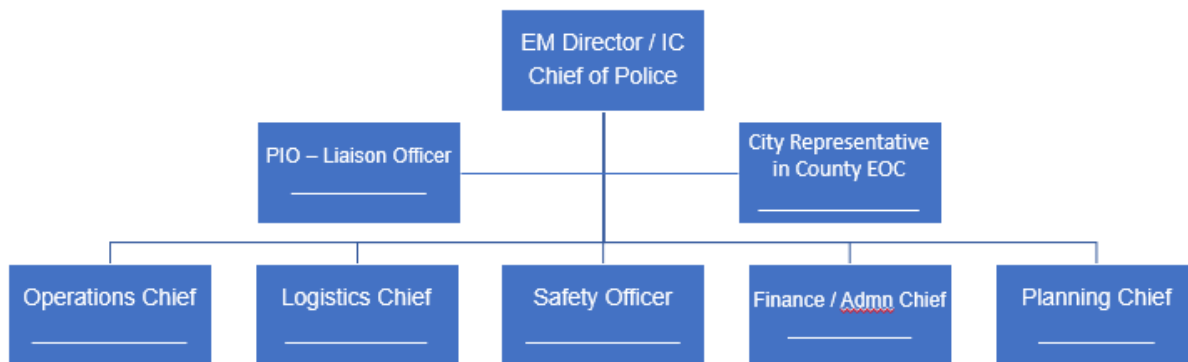 EM Director / IC
Chief of Police
PIO – Liaison Officer
City Representative
in County EOC
Operations Chief
Logistics Chief
Safety Officer
Finance / Admn Chief
Planning Chief